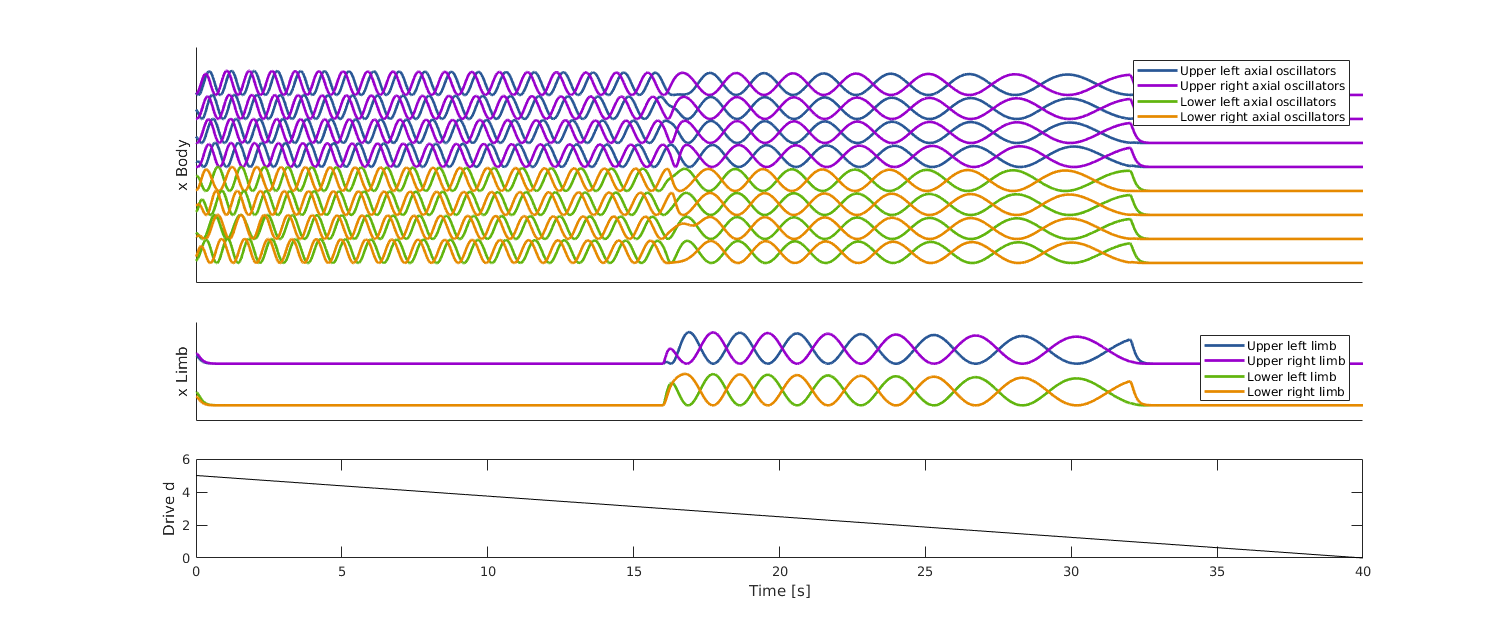 x Body
Upper left axial oscillators
Upper right axial oscillators
Lower left axial oscillators
Lower right axial oscillators
x Limb
Upper left limb
Upper right limb
Lower left limb
Lower right limb
Drive d
6
4
2
0
0 5 10 15 20 25 30 35 40
Time [s]